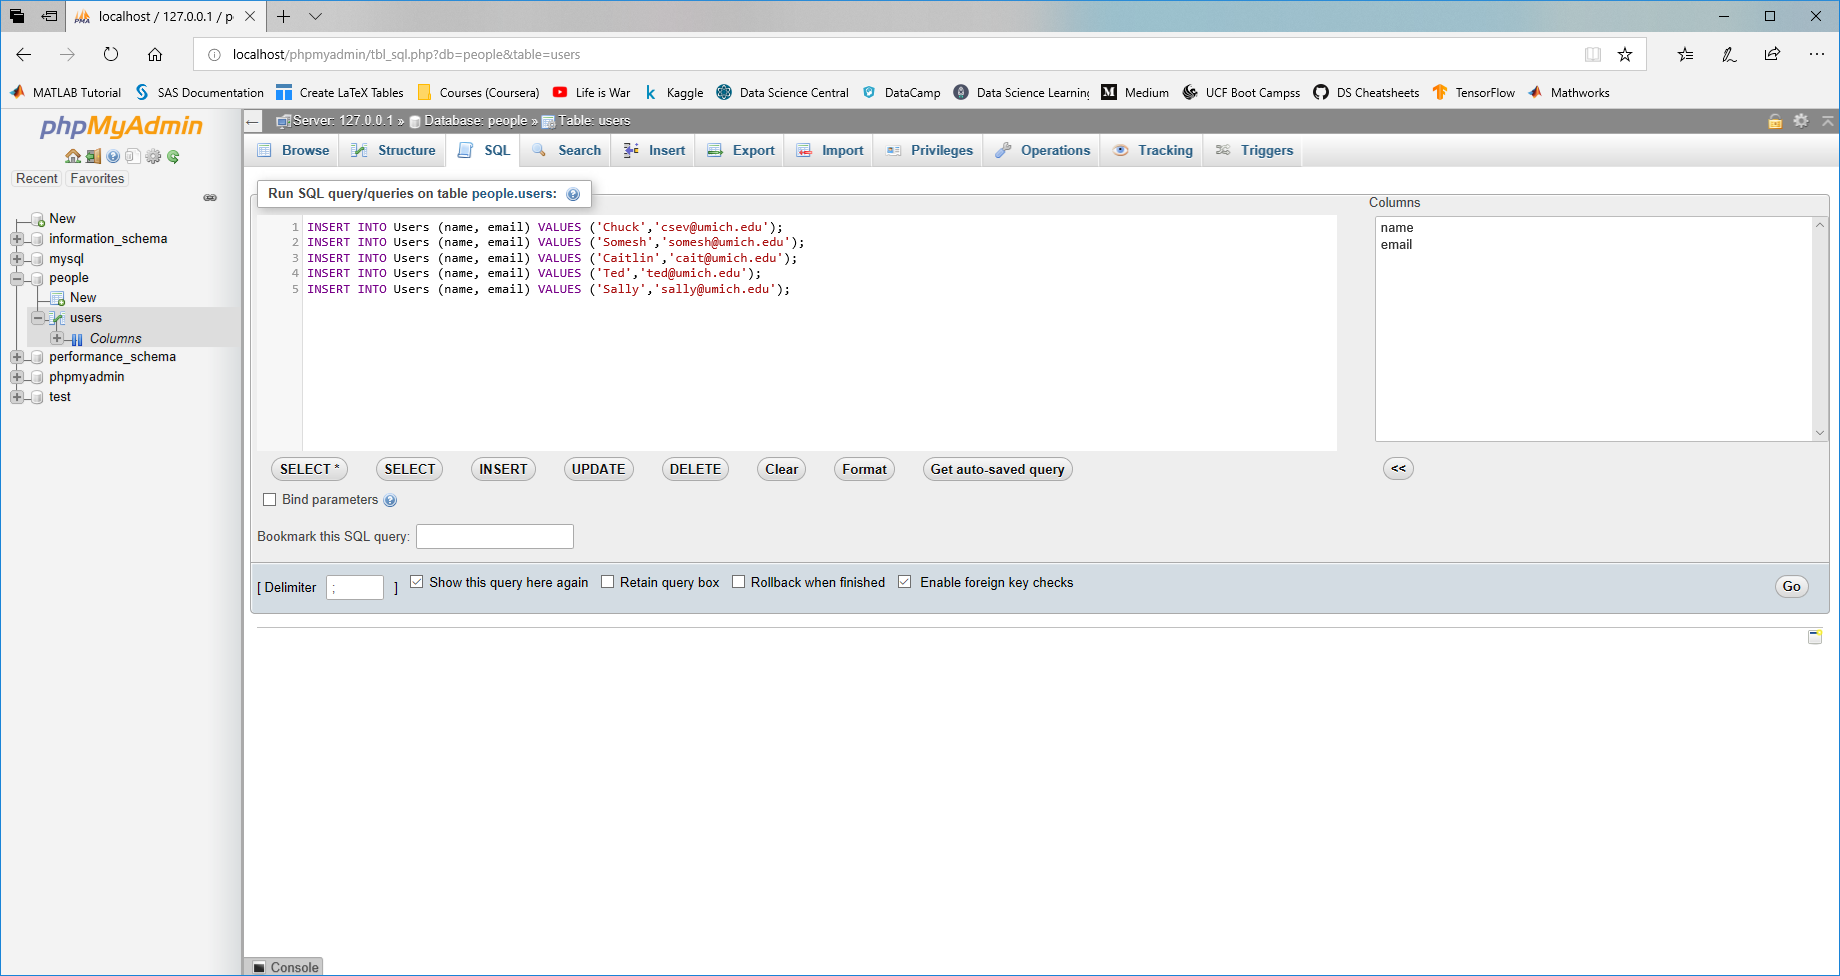 localhost / 127.0.0.1 / p
localhost/phpmyadmin/tbl_sql.php?db=people&table=users
MATLAB Tutorial SAS Documentation Create LaTeX Tables Courses (Coursera) Life is War Kaggle Data Science Central DataCamp Data Science Learning Medium UCF Boot Campss DS Cheatsheets TensorFlow Mathworks
phpMyAdmin
Recent Favorites
New
information_schema
mysql
people
New
users
Columns
performance_schema
phpmyadmin
test
Server: 127.0.0.1 » Database: people » Table: users
Browse Structure SQL Search Insert Export Import Privileges Operations Tracking Triggers
Run SQL query/queries on table people.users:
1 INSERT INTO Users (name, email) VALUES ('Chuck','csev@umich.edu');
2 INSERT INTO Users (name, email) VALUES ('Somesh','somesh@umich.edu');
3 INSERT INTO Users (name, email) VALUES ('Caitlin','cait@umich.edu');
4 INSERT INTO Users (name, email) VALUES ('Ted','ted@umich.edu');
5 INSERT INTO Users (name, email) VALUES ('Sally','sally@umich.edu');
Columns
name
email
SELECT * SELECT INSERT UPDATE DELETE Clear Format Get auto-saved query <<
Bind parameters
Bookmark this SQL query:
[ Delimiter ; ] Show this query here again Retain query box Rollback when finished Enable foreign key checks Go
Console